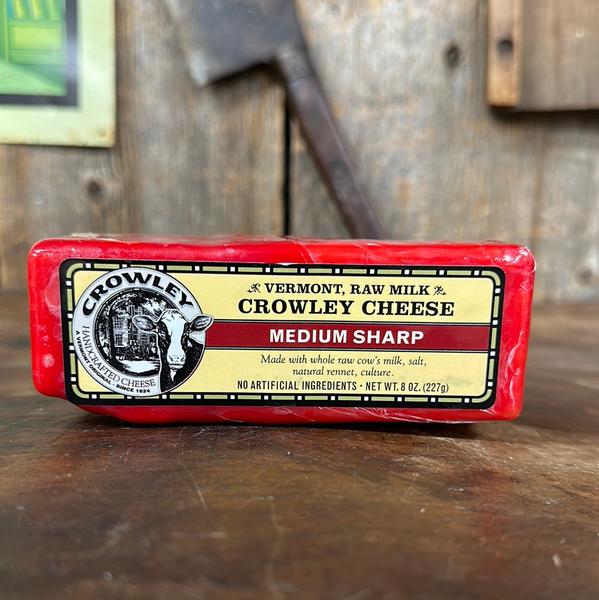 CROWLEY
HANDCRAFTED CHEESE
A VERMONT ORIGINAL, SINCE 1824
VERMONT, RAW MILK
CROWLEY CHEESE
MEDIUM SHARP
Made with whole raw cow's milk, salt,
natural rennet, culture.
NO ARTIFICIAL INGREDIENTS · NET WT. 8 OZ. (227g)